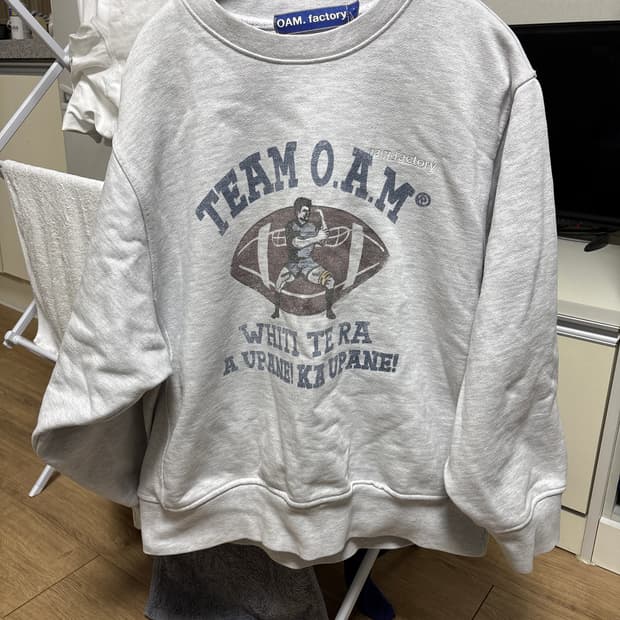 OAM. factory
factory
TEAM O.A.M®
WHITI TE RA
A UPANE! KA UPANE!